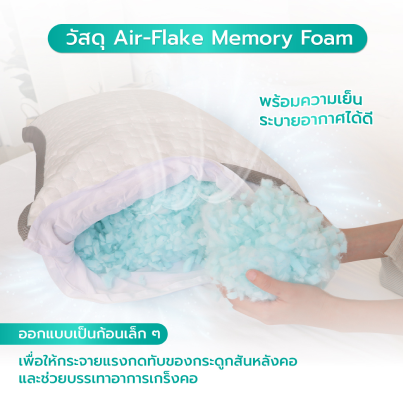 วัสดุ Air-Flake Memory Foam
พร้อมความเย็น
ระบายอากาศได้ดี
ออกแบบเป็นก้อนเล็ก ๆ
เพื่อให้กระจายแรงกดทับของกระดูกสันหลังคอ
และช่วยบรรเทาอาการเกร็งคอ